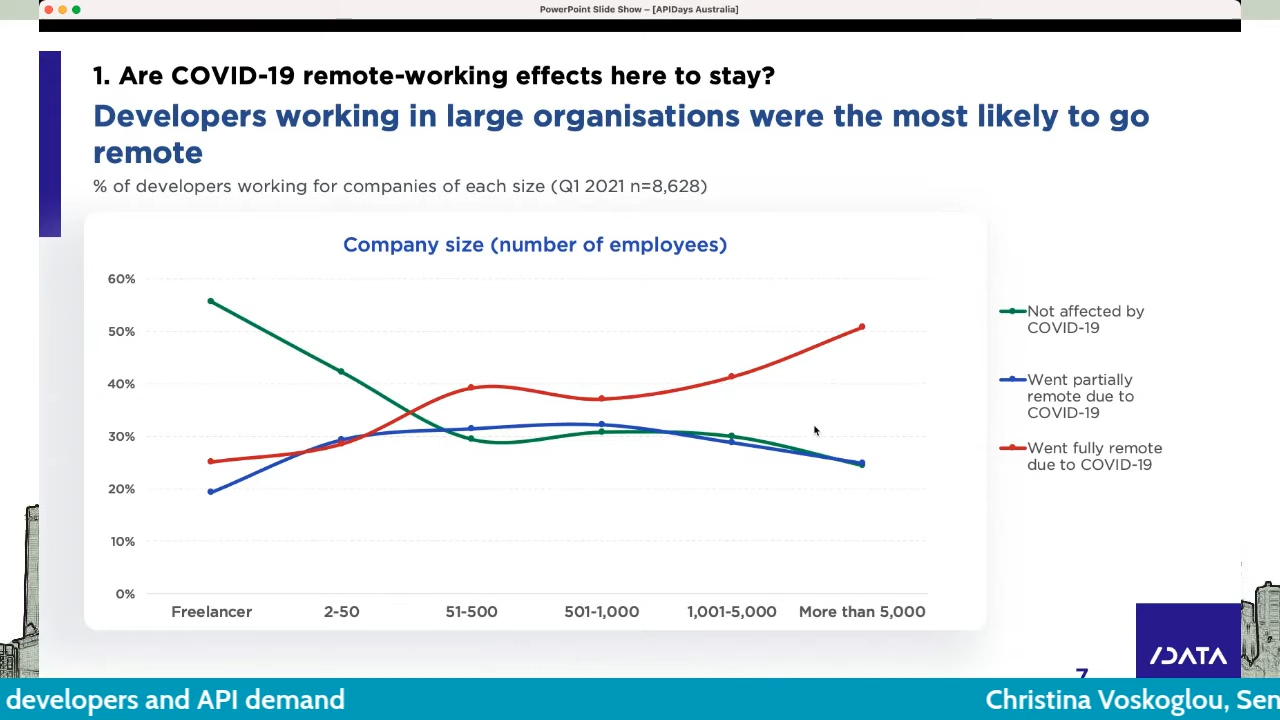 PowerPoint Slide Show – [APIDays Australia]
1. Are COVID-19 remote-working effects here to stay?
Developers working in large organisations were the most likely to go
remote
% of developers working for companies of each size (Q1 2021 n=8,628)
Company size (number of employees)
60%
50%
40%
30%
20%
10%
0%
Freelancer 2-50 51-500 501-1,000 1,001-5,000 More than 5,000
Not affected by
COVID-19
Went partially
remote due to
COVID-19
Went fully remote
due to COVID-19
/DATA
7
developers and API demand
Christina Voskoglou, Sen